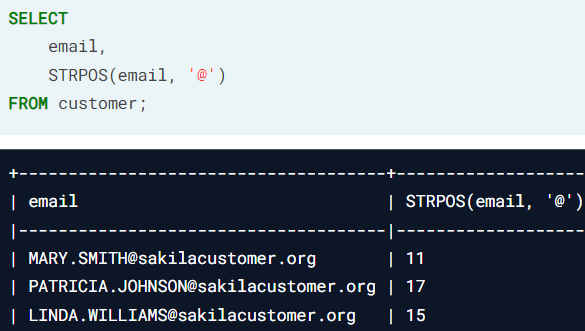 SELECT
    email,
    STRPOS(email, '@')
FROM customer;
+-------------------------------------+-------------------
| email                               | STRPOS(email, '@')
|-------------------------------------|-------------------
| MARY.SMITH@sakilacustomer.org       | 11
| PATRICIA.JOHNSON@sakilacustomer.org | 17
| LINDA.WILLIAMS@sakilacustomer.org   | 15